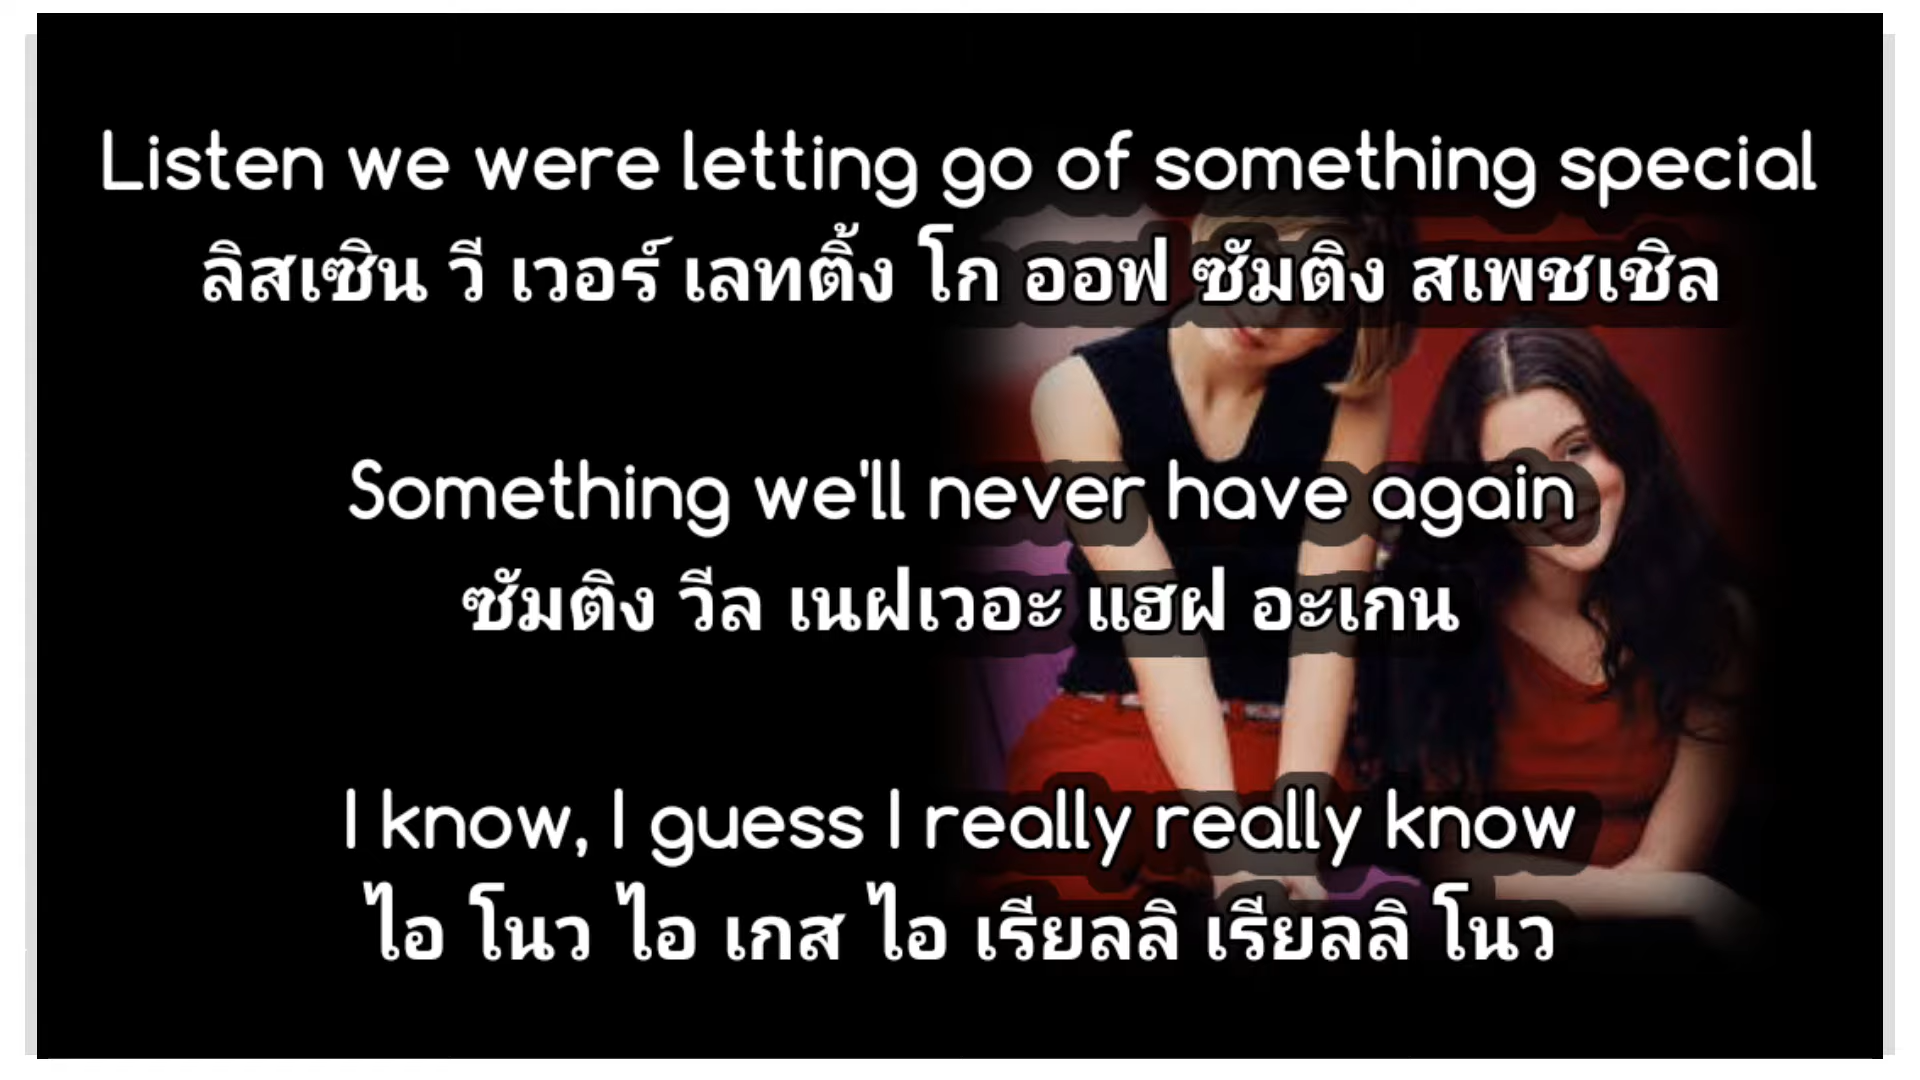 Listen we were letting go of something special
ลิสเซิน วี เวอร์ เลทติ้ง โก ออฟ ซัมติง สเพชเชิล
Something we'll never have again
ซัมติง วีล เนฝเวอะ แฮฝ อะเกน
I know, I guess I really really know
ไอ โนว ไอ เกส ไอ เรียลลิ เรียลลิ โนว